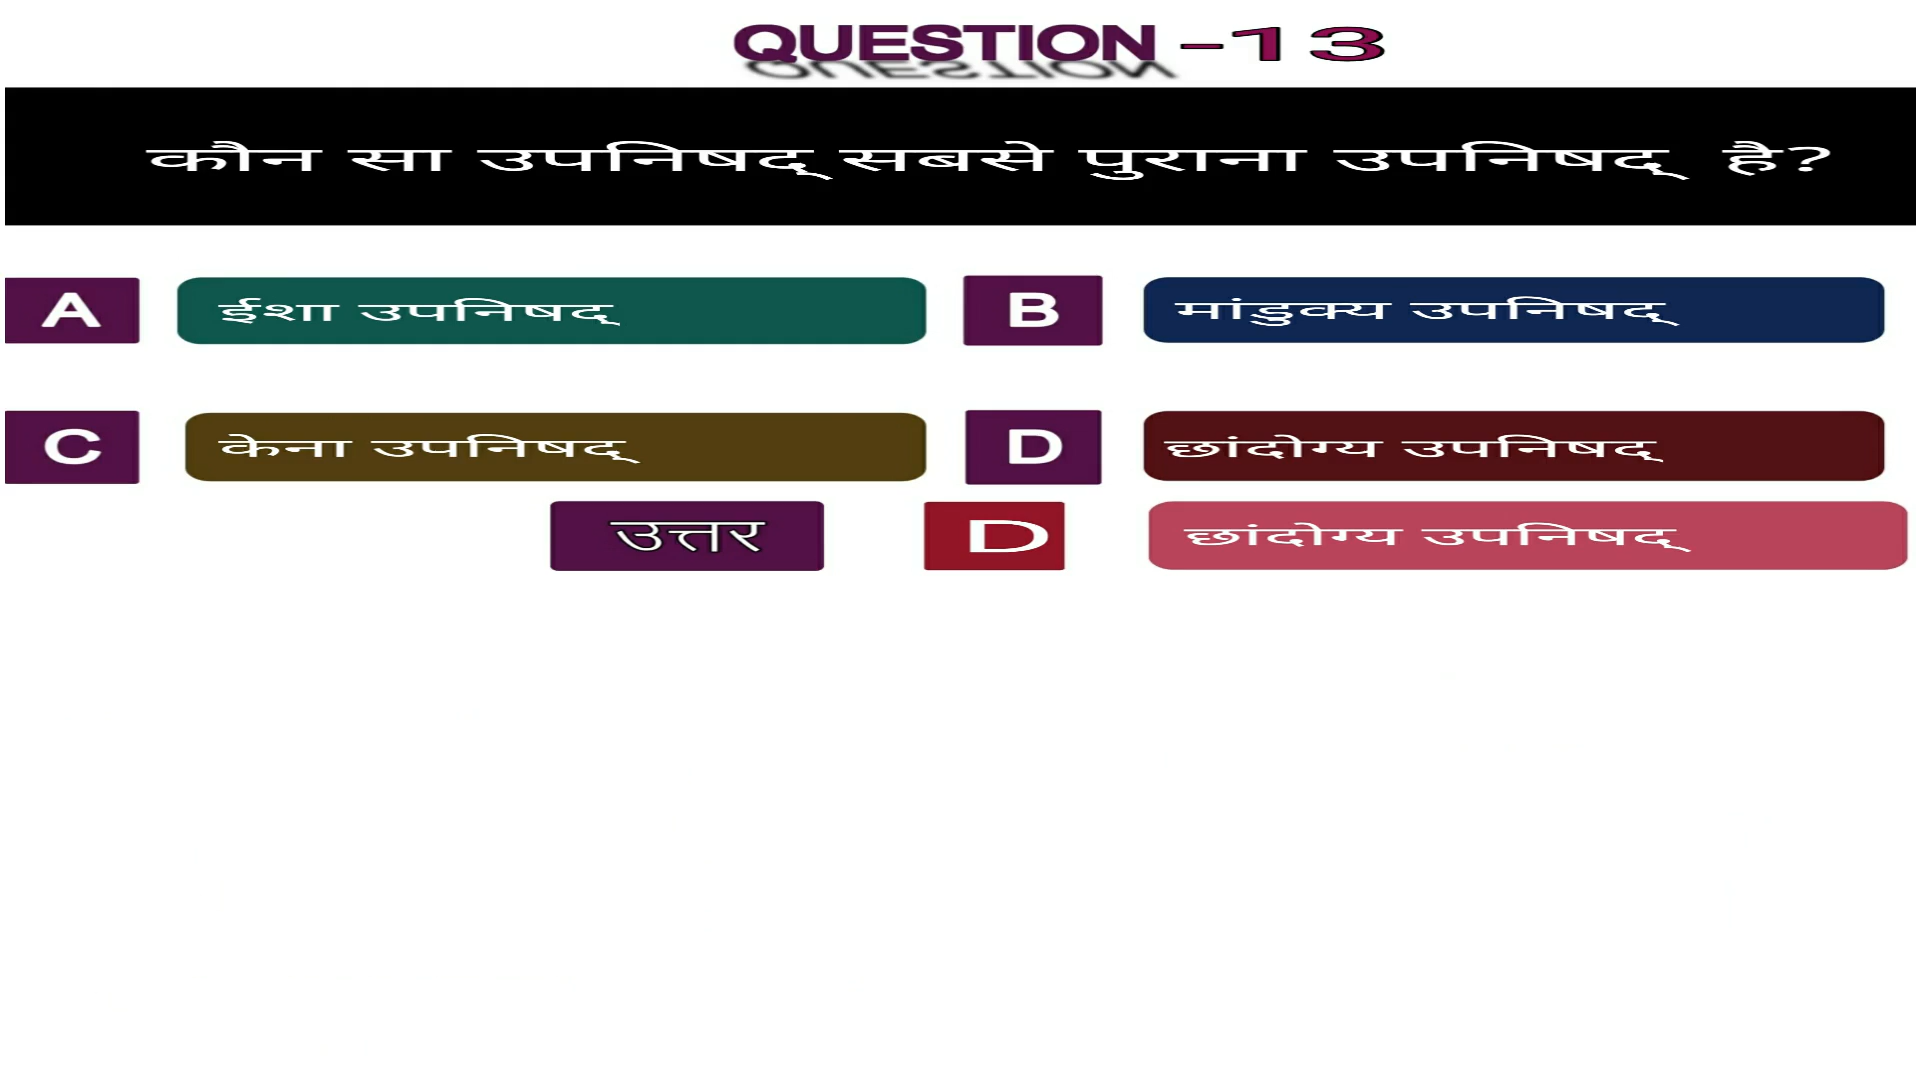 QUESTION -13
कौन सा उपनिषद् सबसे पुराना उपनिषद् है?
A ईशा उपनिषद् B मांडुक्य उपनिषद्
C केना उपनिषद् D छांदोग्य उपनिषद्
उत्तर D छांदोग्य उपनिषद्